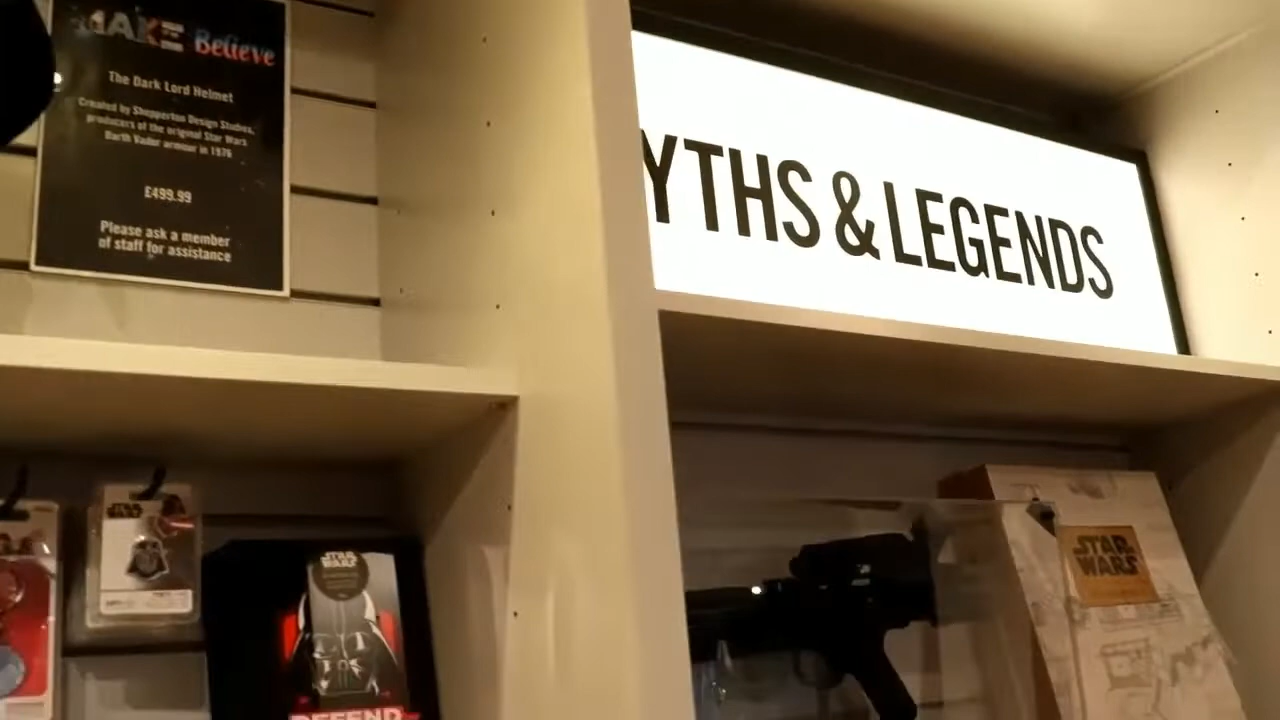 MAKE Believe
The Dark Lord Helmet
Created by Shepperton Design Studios,
producers of the original Star Wars
Darth Vader armour in 1976
£499.99
Please ask a member
of staff for assistance
YTHS & LEGENDS
STAR
WARS
STAR
WARS
DEFEND
STAR
WARS